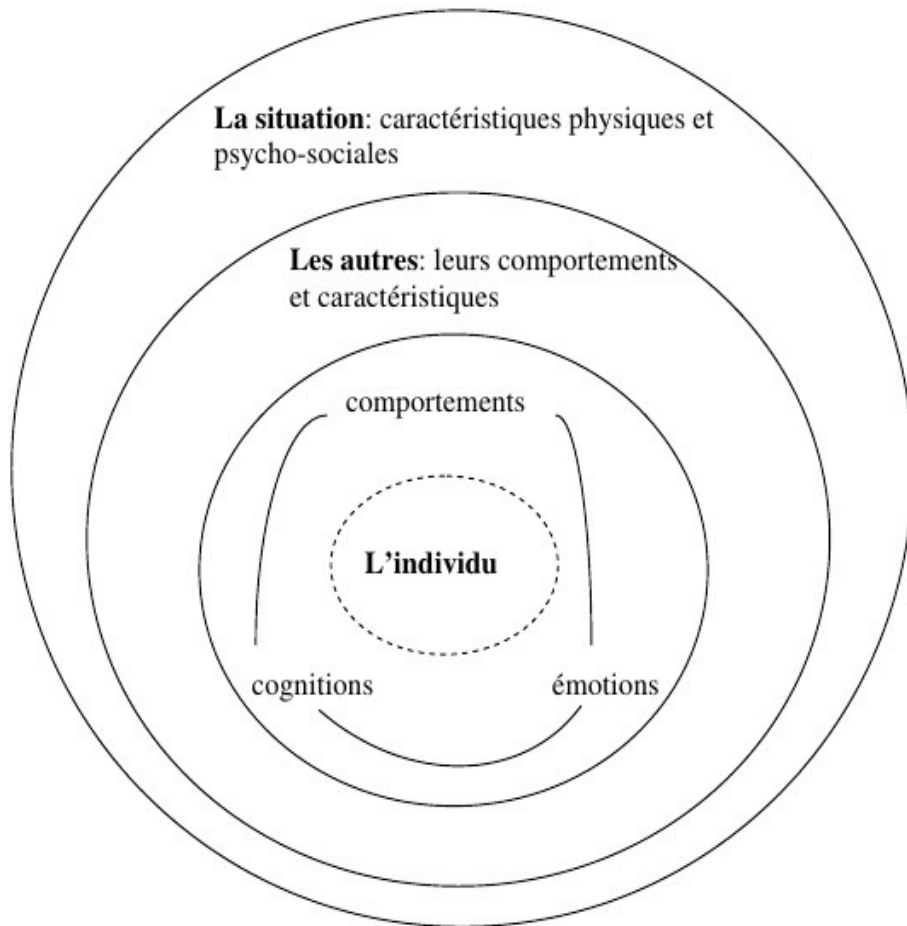 La situation: caractéristiques physiques et
psycho-sociales
Les autres: leurs comportements
et caractéristiques
comportements
L’individu
cognitions
émotions